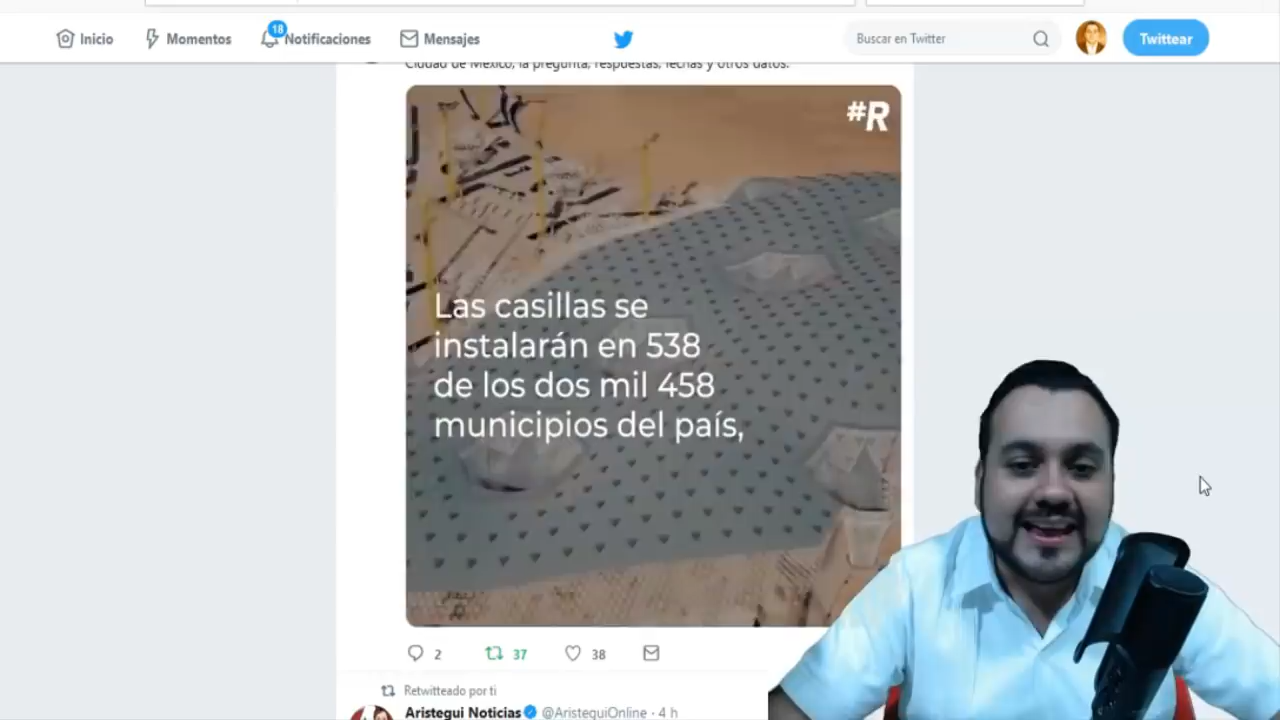 Inicio
Momentos
18
Notificaciones
Mensajes
Buscar en Twitter
Twittear
Ciudad de México, la pregunta, respuestas, fechas y otros datos.
#R
Las casillas se
instalarán en 538
de los dos mil 458
municipios del país,
2
37
38
Retwitteado por ti
Aristegui Noticias @AristeguiOnline · 4 h